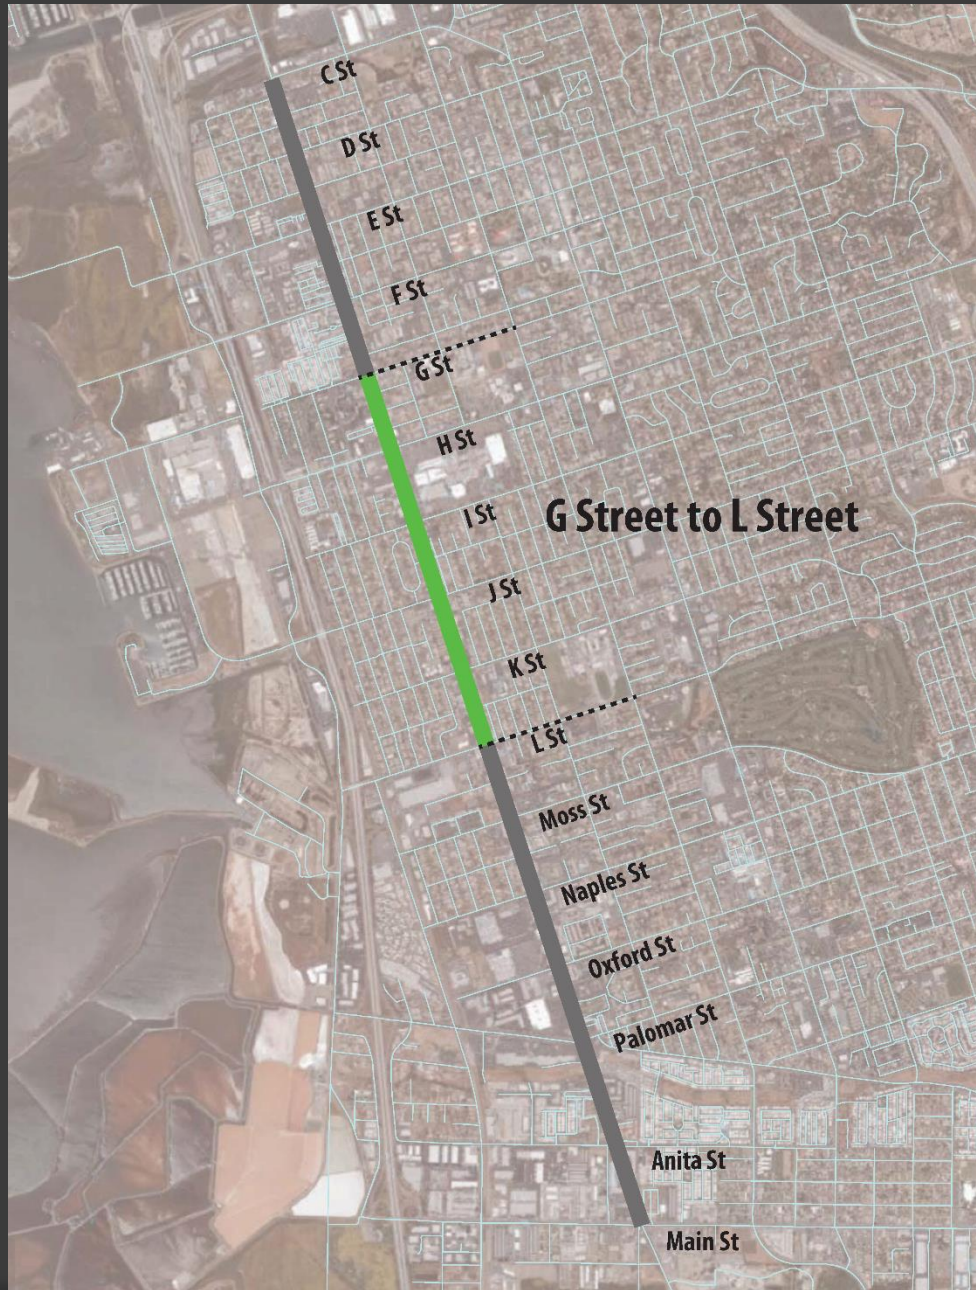 C St
D St
E St
F St
G St
H St
I St
G Street to L Street
J St
K St
L St
Moss St
Naples St
Oxford St
Palomar St
Anita St
Main St